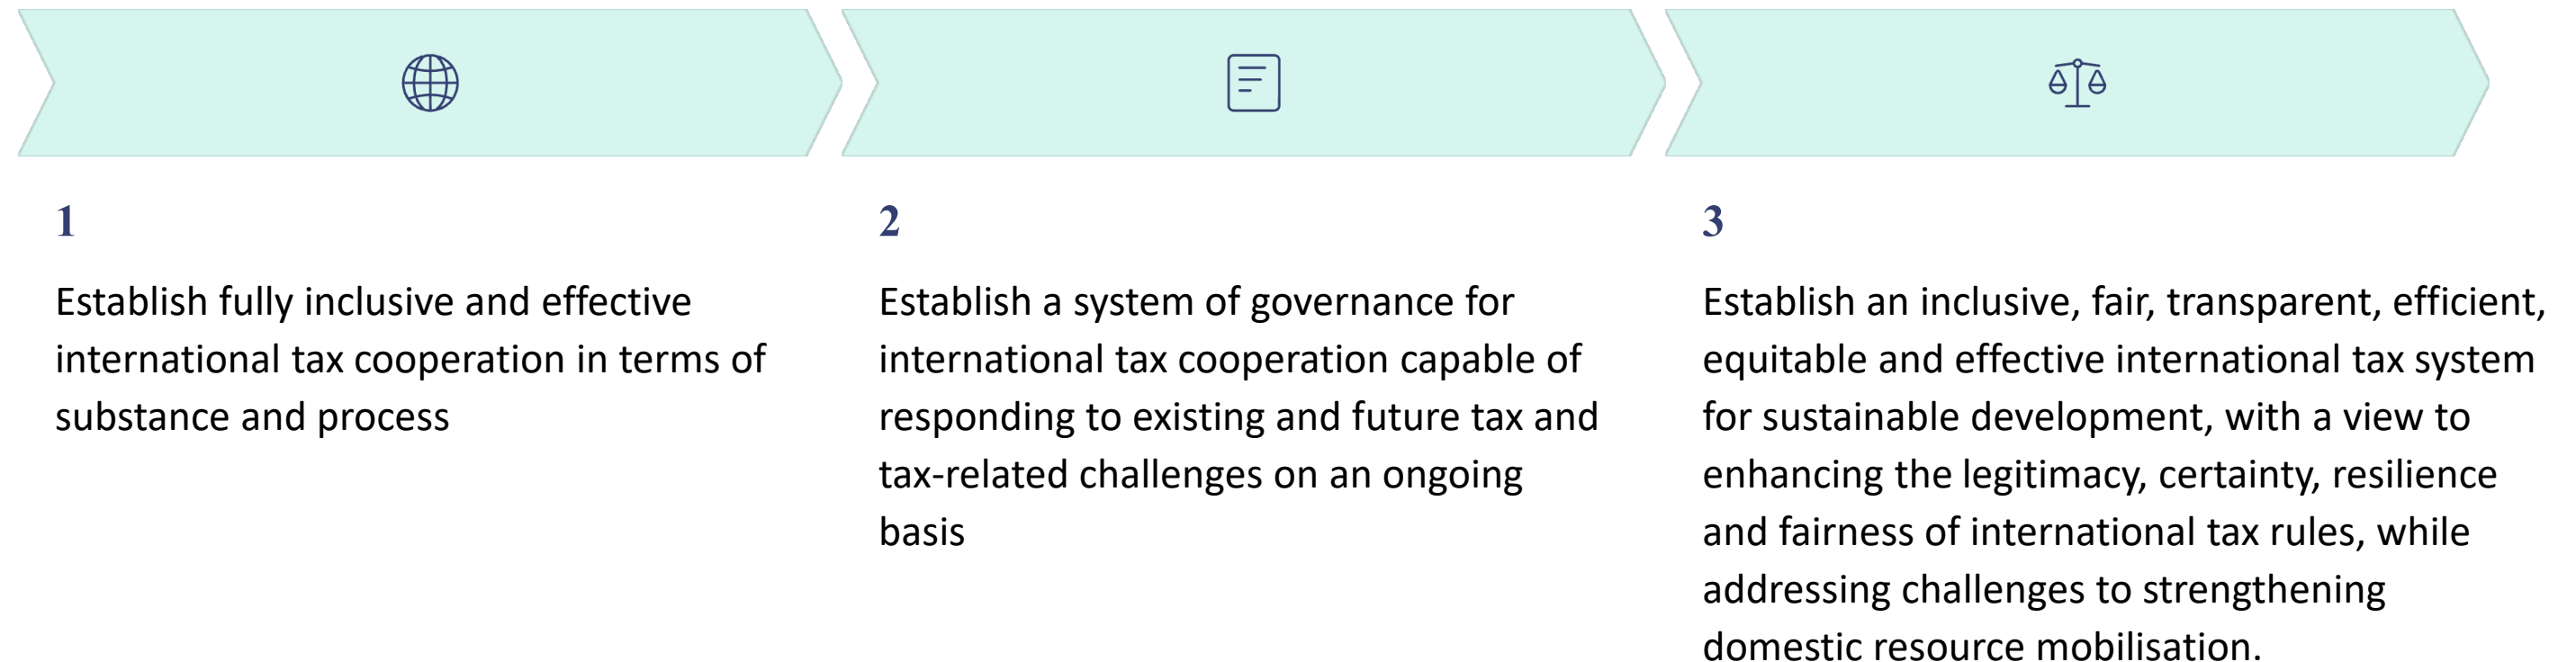 1
Establish fully inclusive and effective
international tax cooperation in terms of
substance and process
2
Establish a system of governance for
international tax cooperation capable of
responding to existing and future tax and
tax-related challenges on an ongoing
basis
3
Establish an inclusive, fair, transparent, efficient,
equitable and effective international tax system
for sustainable development, with a view to
enhancing the legitimacy, certainty, resilience
and fairness of international tax rules, while
addressing challenges to strengthening
domestic resource mobilisation.